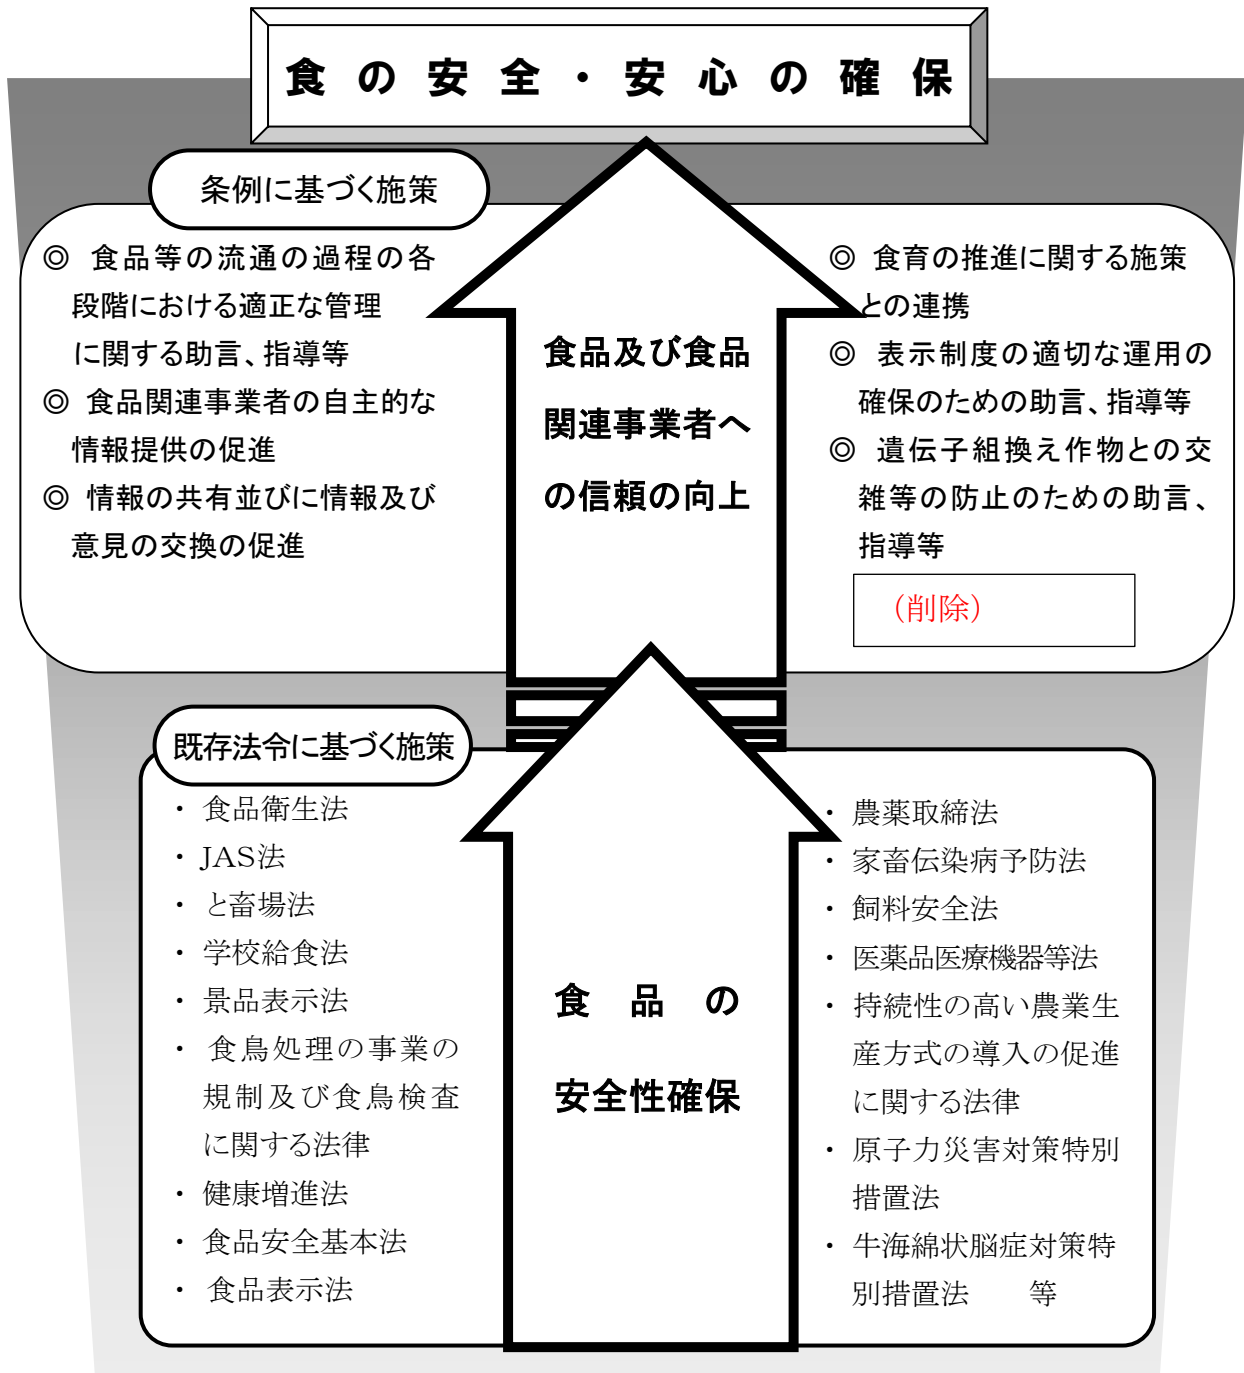 食の安全・安心の確保
条例に基づく施策
◎ 食品等の流通の過程の各
段階における適正な管理
に関する助言、指導等
◎ 食品関連事業者の自主的な
情報提供の促進
◎ 情報の共有並びに情報及び
意見の交換の促進
食品及び食品
関連事業者へ
の信頼の向上
◎ 食育の推進に関する施策
との連携
◎ 表示制度の適切な運用の
確保のための助言、指導等
◎ 遺伝子組換え作物との交
雑等の防止のための助言、
指導等
（削除）
既存法令に基づく施策
・ 食品衛生法
・ JAS法
・ と畜場法
・ 学校給食法
・ 景品表示法
・ 食鳥処理の事業の
規制及び食鳥検査
に関する法律
・ 健康増進法
・ 食品安全基本法
・ 食品表示法
食品の
安全性確保
・ 農薬取締法
・ 家畜伝染病予防法
・ 飼料安全法
・ 医薬品医療機器等法
・ 持続性の高い農業生
産方式の導入の促進
に関する法律
・ 原子力災害対策特別
措置法
・ 牛海綿状脳症対策特
別措置法　　等